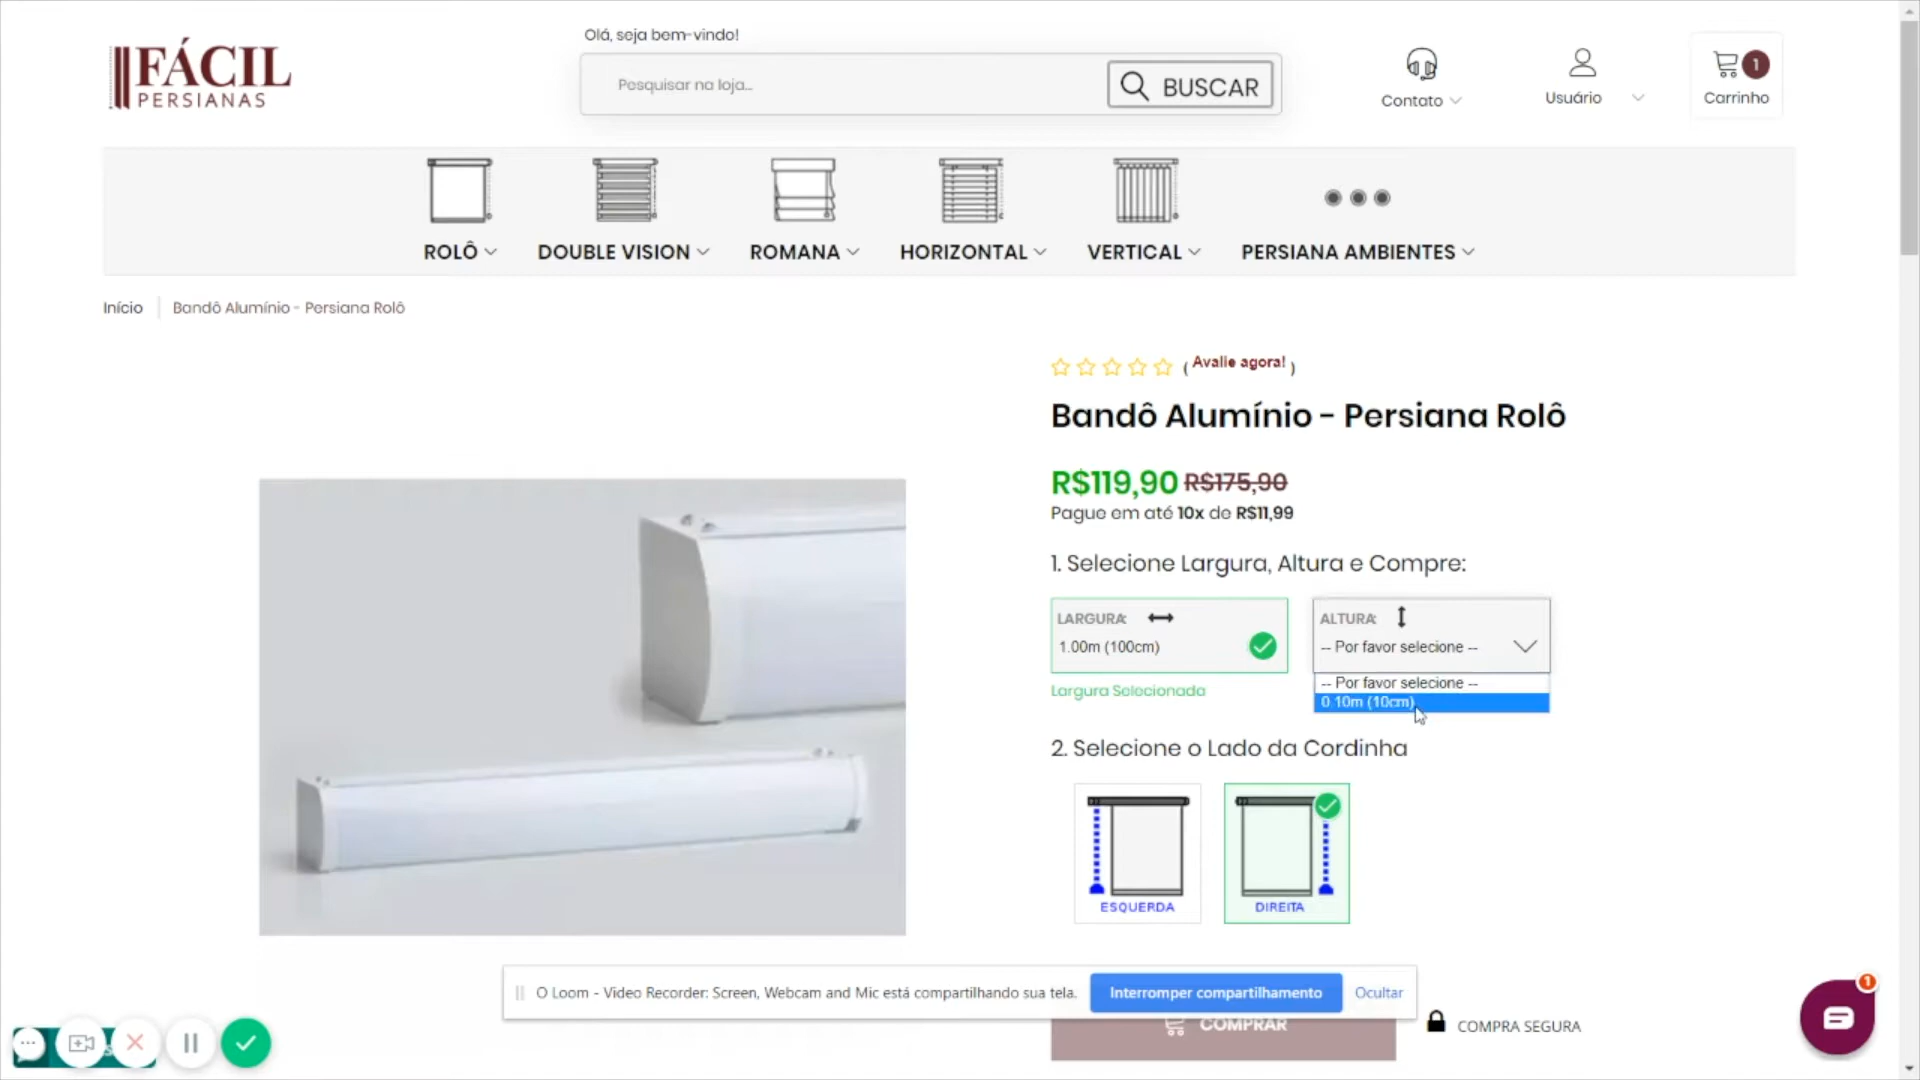 Olá, seja bem-vindo!
FÁCIL
PERSIANAS
Pesquisar na loja...
BUSCAR
Contato
Usuário
1
Carrinho
ROLÔ
DOUBLE VISION
ROMANA
HORIZONTAL
VERTICAL
PERSIANA AMBIENTES
Início
Bandô Alumínio - Persiana Rolô
( Avalie agora! )
Bandô Alumínio - Persiana Rolô
R$119,90 R$175,90
Pague em até 10x de R$11,99
1. Selecione Largura, Altura e Compre:
LARGURA:
1.00m (100cm)
Largura Selecionada
ALTURA:
-- Por favor selecione --
-- Por favor selecione --
0.10m (10cm)
2. Selecione o Lado da Cordinha
ESQUERDA
DIREITA
O Loom - Video Recorder: Screen, Webcam and Mic está compartilhando sua tela.
Interromper compartilhamento
Ocultar
COMPRAR
COMPRA SEGURA
1